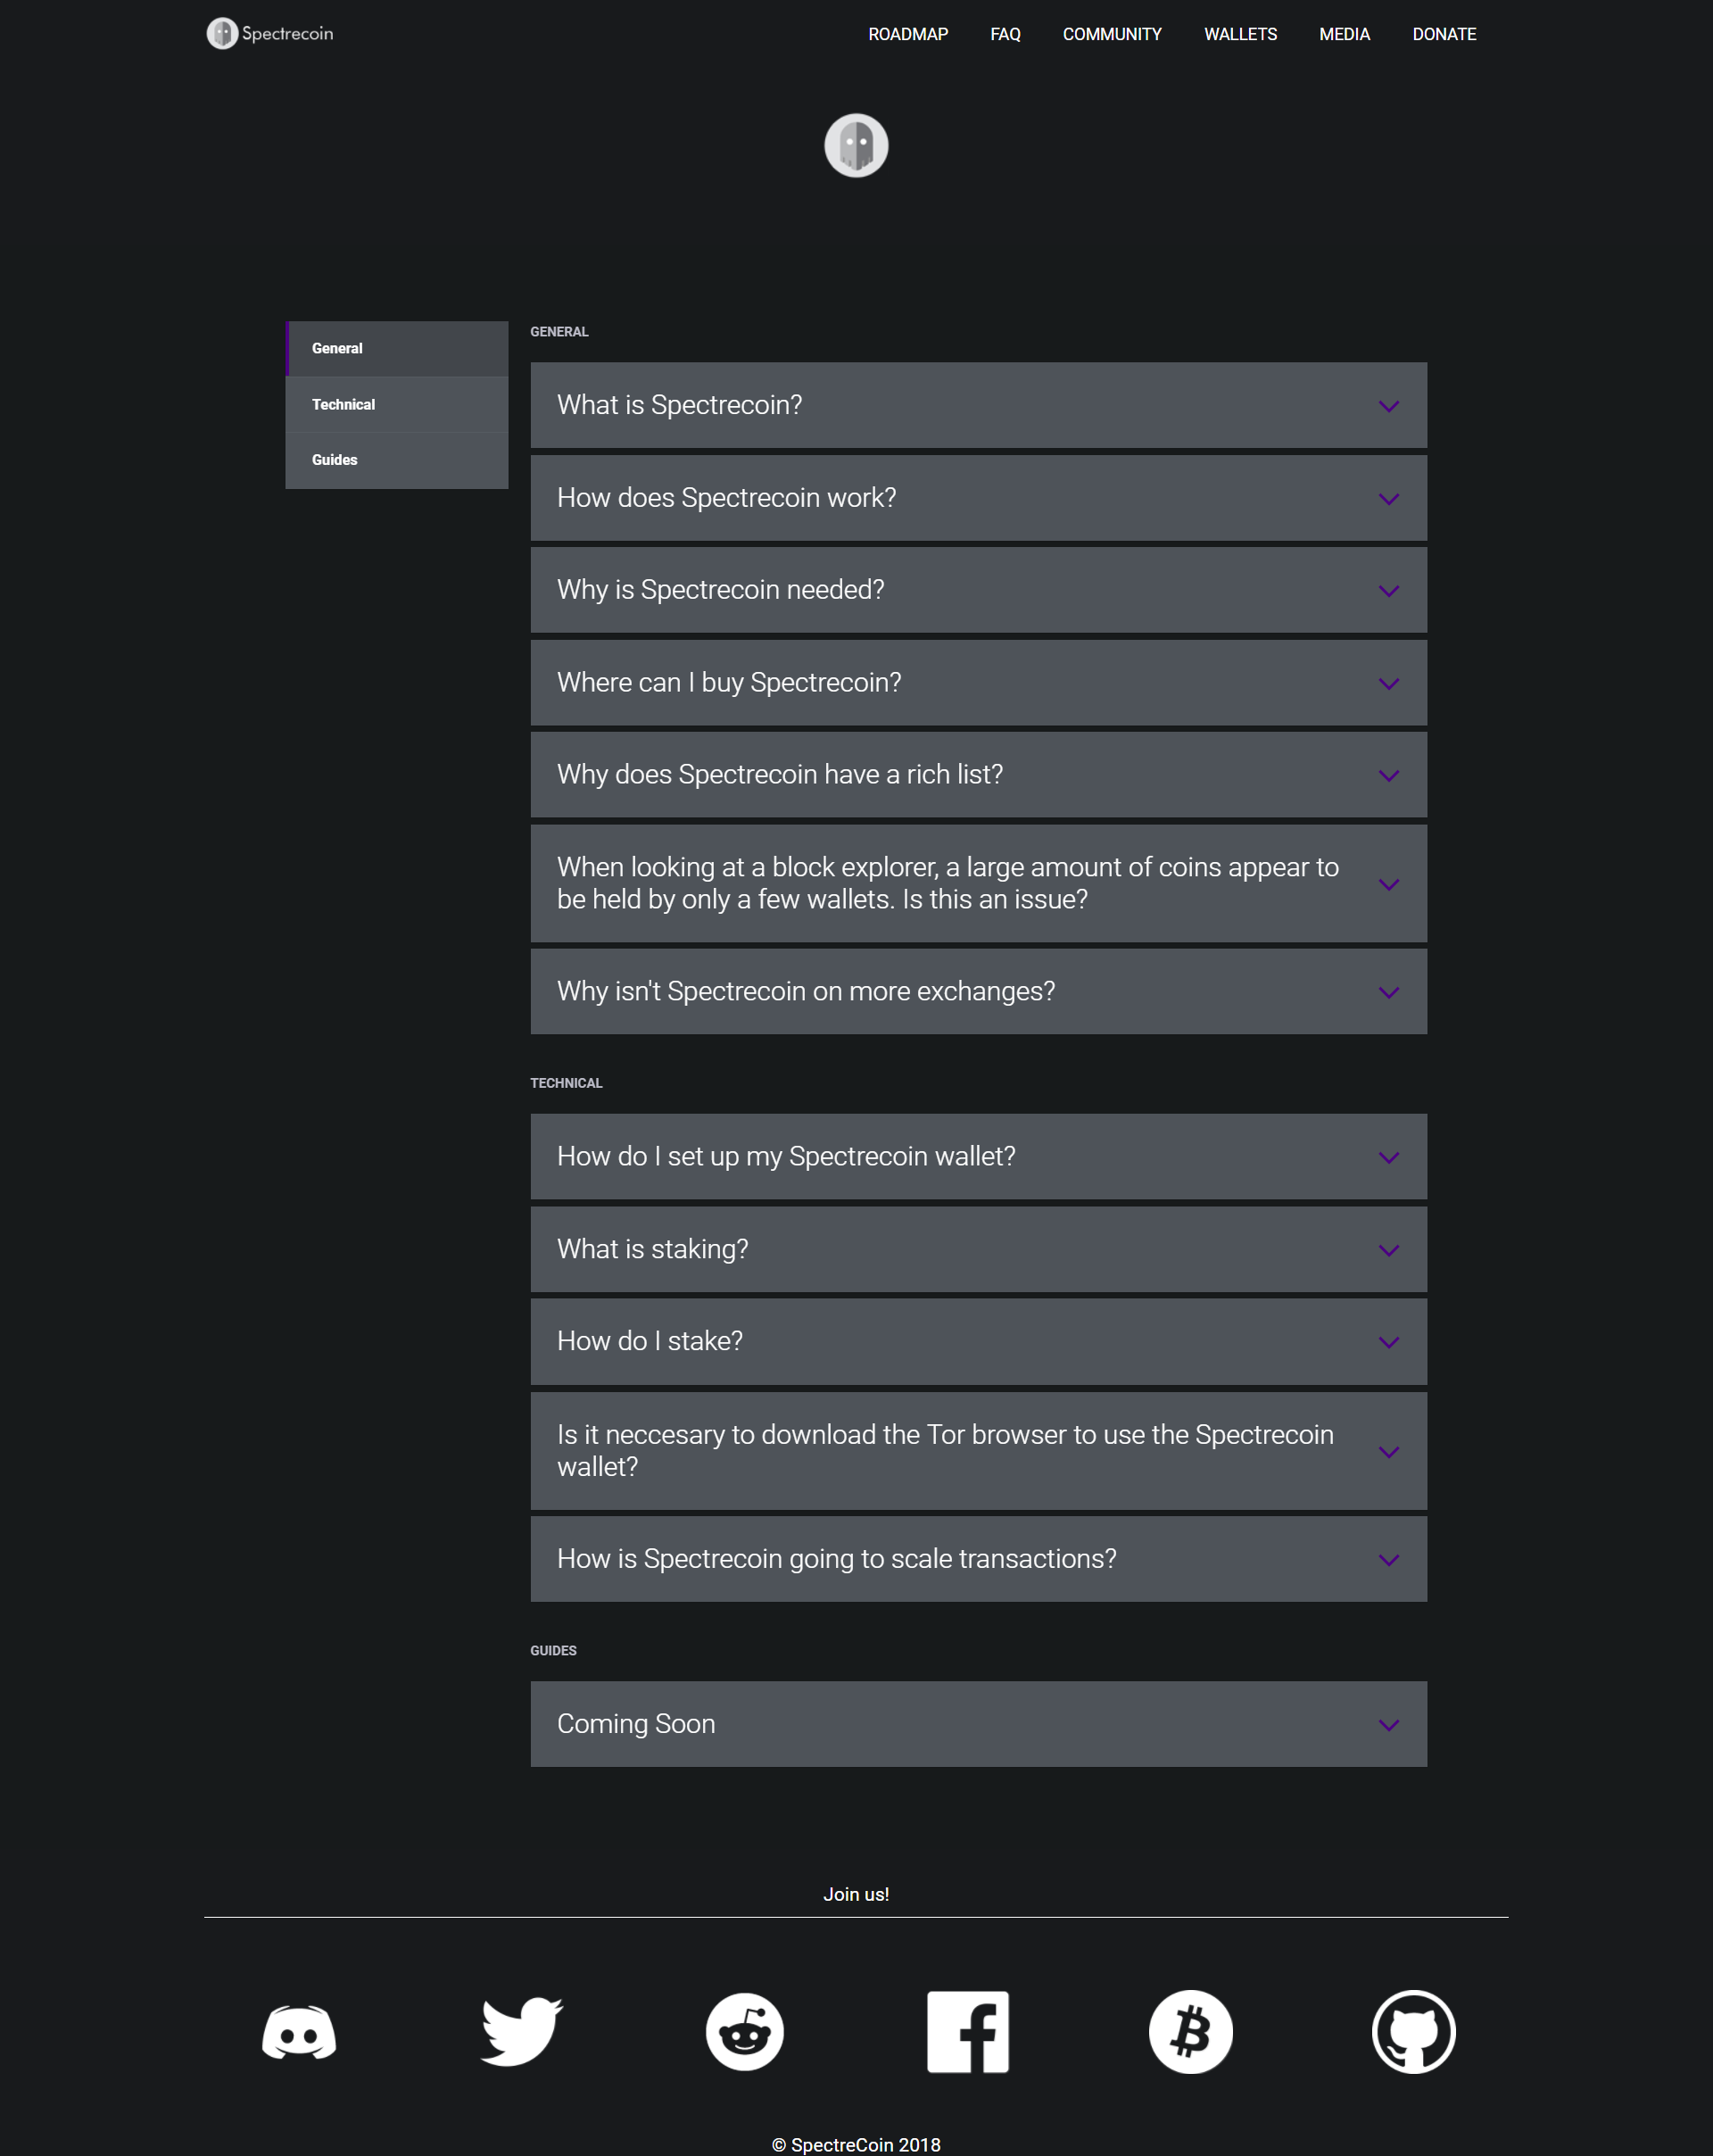 Spectrecoin
ROADMAP
FAQ
COMMUNITY
WALLETS
MEDIA
DONATE
General
Technical
Guides
GENERAL
What is Spectrecoin?
How does Spectrecoin work?
Why is Spectrecoin needed?
Where can I buy Spectrecoin?
Why does Spectrecoin have a rich list?
When looking at a block explorer, a large amount of coins appear to
be held by only a few wallets. Is this an issue?
Why isn't Spectrecoin on more exchanges?
TECHNICAL
How do I set up my Spectrecoin wallet?
What is staking?
How do I stake?
Is it neccesary to download the Tor browser to use the Spectrecoin
wallet?
How is Spectrecoin going to scale transactions?
GUIDES
Coming Soon
Join us!
© SpectreCoin 2018